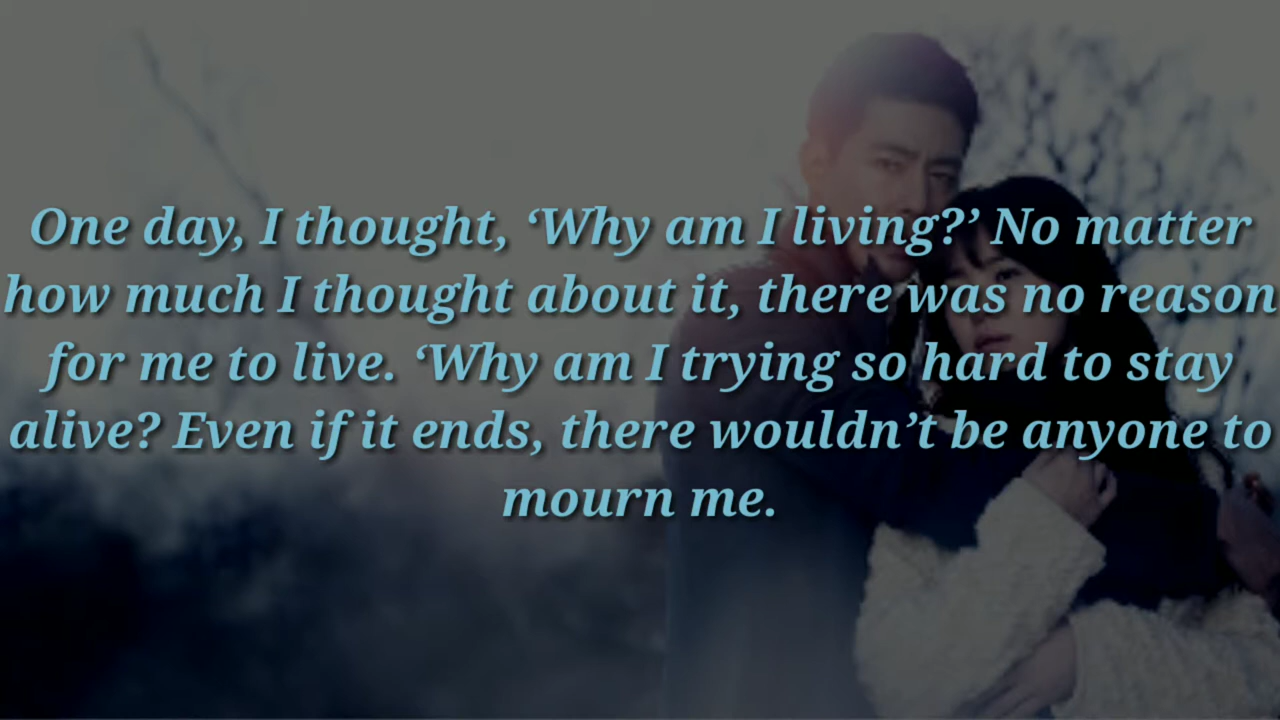 One day, I thought, ‘Why am I living?’ No matter
how much I thought about it, there was no reason
for me to live. ‘Why am I trying so hard to stay
alive? Even if it ends, there wouldn’t be anyone to
mourn me.